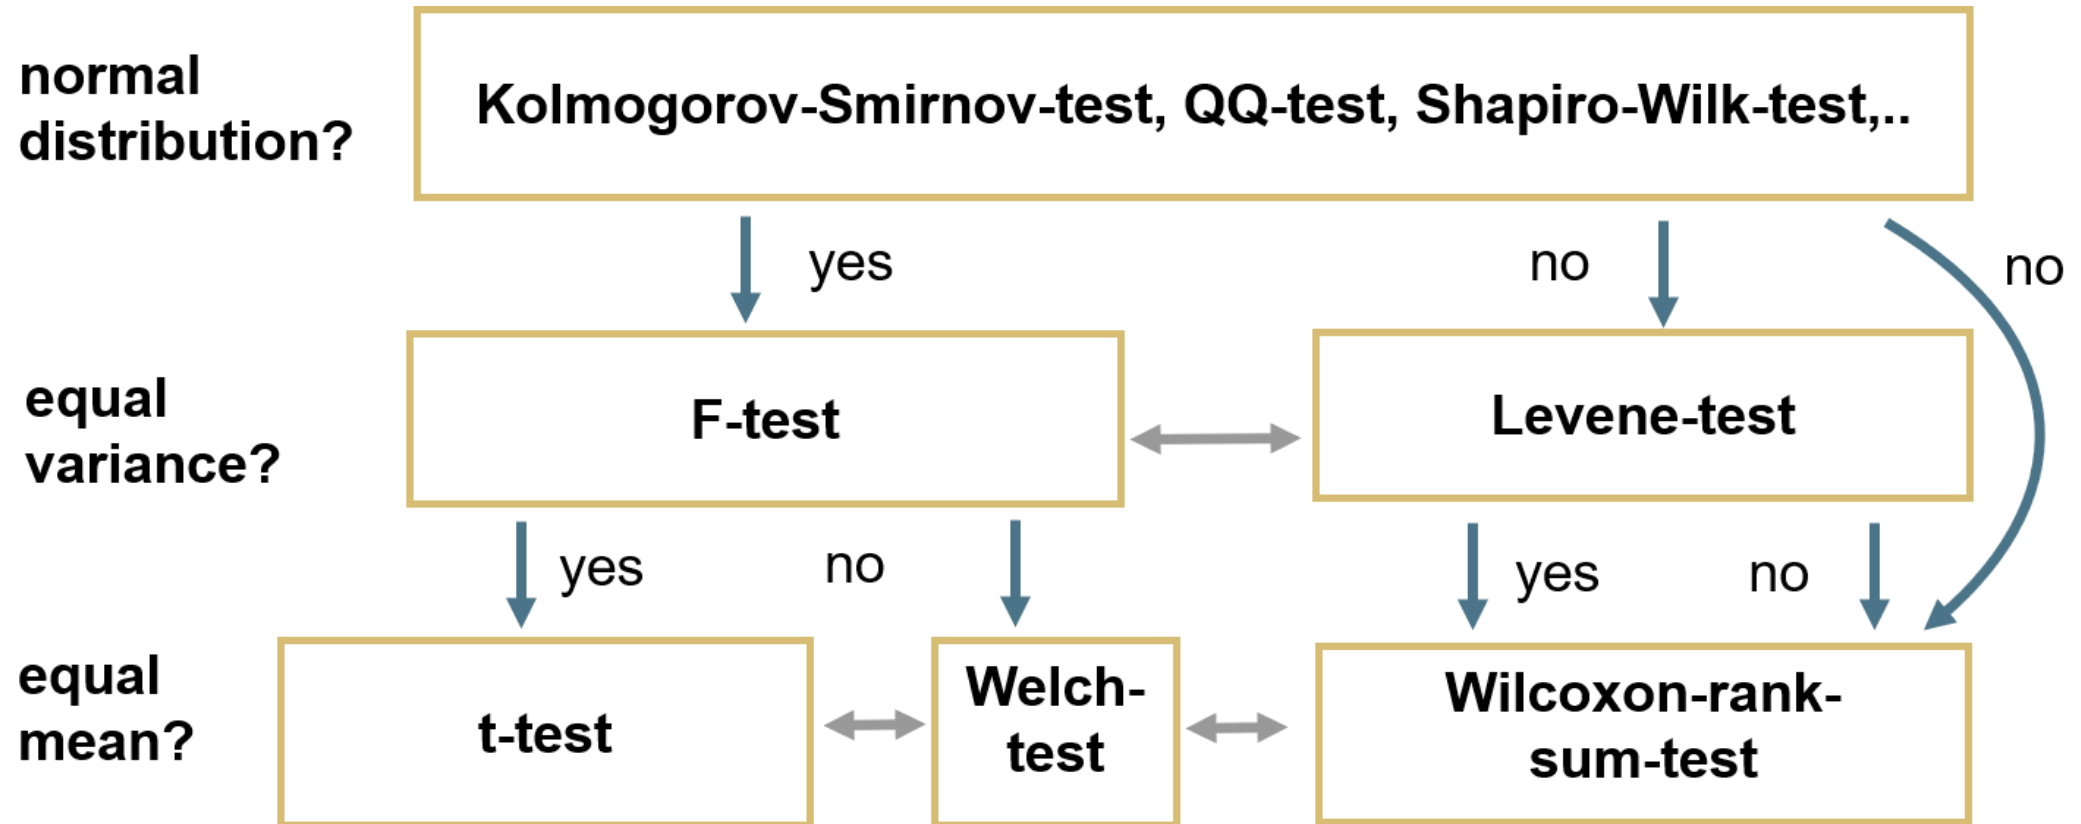 normal
distribution?
Kolmogorov-Smirnov-test, QQ-test, Shapiro-Wilk-test,..
yes
no
no
equal
variance?
F-test
Levene-test
yes
no
yes
no
equal
mean?
t-test
Welch-
test
Wilcoxon-rank-
sum-test